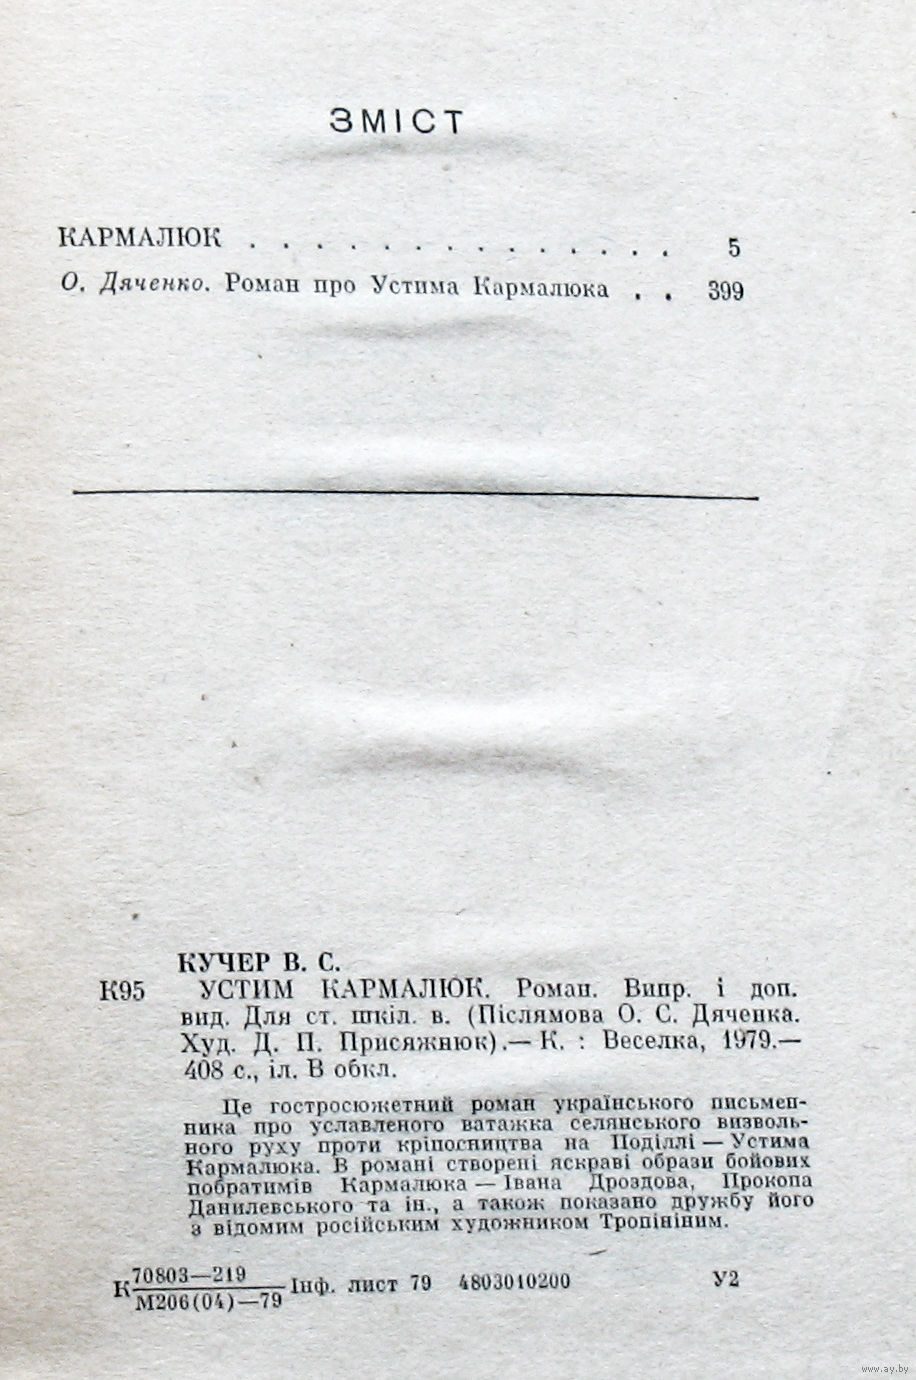 ЗМІСТ
КАРМАЛЮК . . . . . . . . . . . . . . 5
О. Дяченко. Роман про Устима Кармалюка . . 399
КУЧЕР В. С.
К95 УСТИМ КАРМАЛЮК. Роман. Випр. і доп.
вид. Для ст. шкіл. в. (Післямова О. С. Дяченка.
Худ. Д. П. Присяжнюк).— К. : Веселка, 1979.—
408 с., іл. В обкл.
Це гостросюжетний роман українського письмен-
ника про уславленого ватажка селянського визволь-
ного руху проти кріпосництва на Поділлі — Устима
Кармалюка. В романі створені яскраві образи бойових
побратимів Кармалюка — Івана Дроздова, Прокопа
Данилевського та ін., а також показано дружбу його
з відомим російським художником Тропініним.
К 70803—219
М206(04)—79 Інф. лист 79 4803010200 У2
www.ay.by